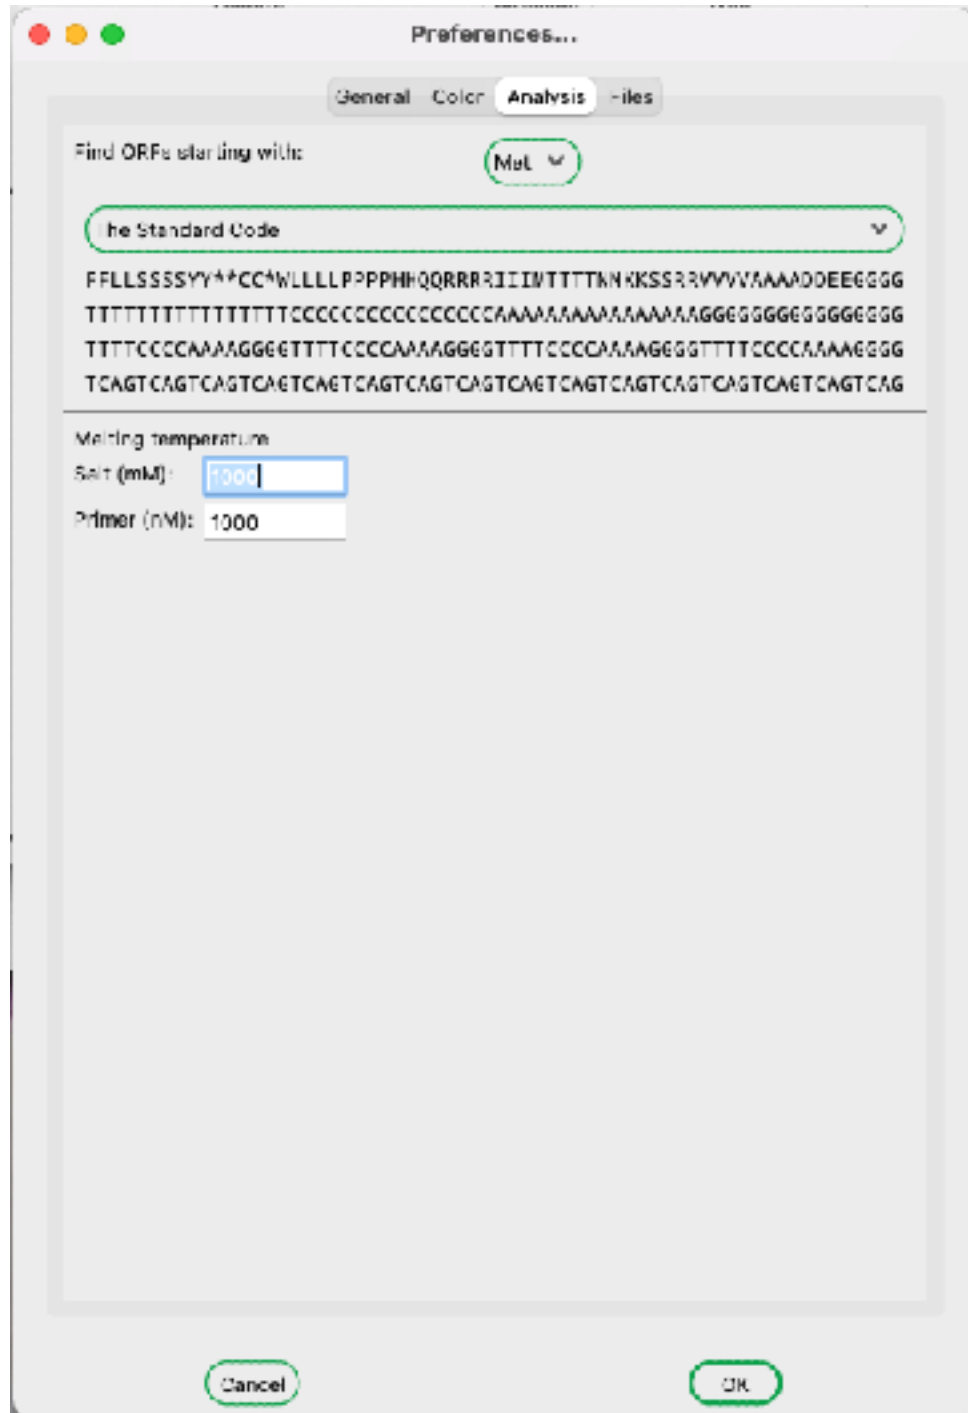 Preferences...
General Color Analysis Files
Find ORFs starting with: Met
The Standard Code
FFLLSSSSYY**CC*WLLLLPPPPHHQQRRRRIIIMTTTTNNKKSSRRVVVVAAAADDEEGGGG
TTTTTTTTTTTTTTTTCCCCCCCCCCCCCCCCAAAAAAAAAAAAAAAAGGGGGGGGGGGGGGGG
TTTTCCCCAAAAGGGGTTTTCCCCAAAAGGGGTTTTCCCCAAAAGGGGTTTTCCCCAAAAGGGG
TCAGTCAGTCAGTCAGTCAGTCAGTCAGTCAGTCAGTCAGTCAGTCAGTCAGTCAGTCAGTCAG
Melting temperature
Salt (mM): 1000
Primer (nM): 1000
Cancel OK